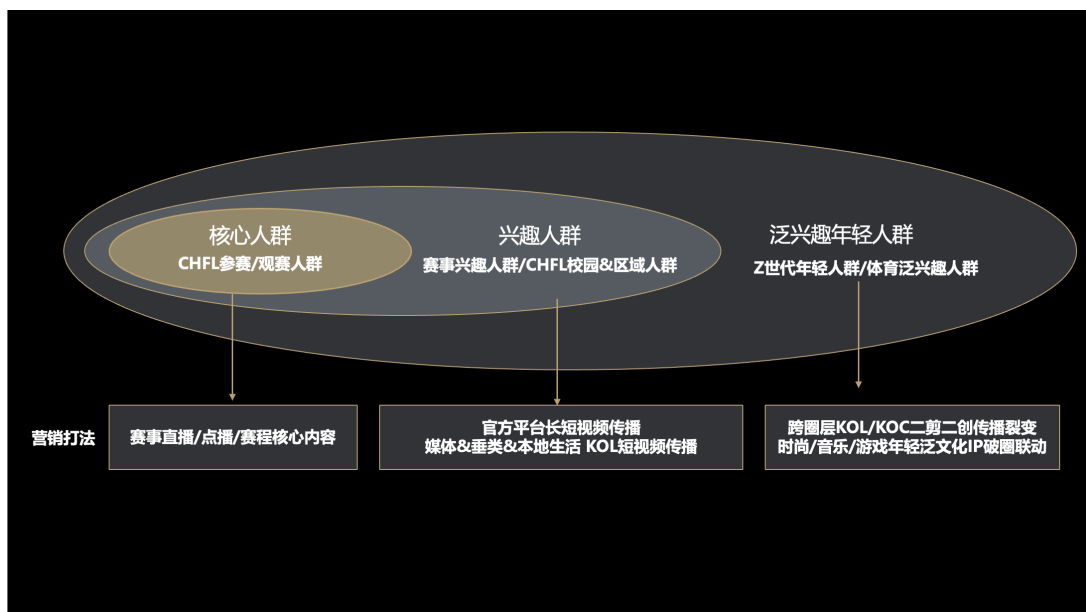 核心人群
CHFL参赛/观赛人群
兴趣人群
赛事兴趣人群/CHFL校园&区域人群
泛兴趣年轻人群
Z世代年轻人群/体育泛兴趣人群
营销打法
赛事直播/点播/赛程核心内容
官方平台长短视频传播
媒体&垂类&本地生活 KOL短视频传播
跨圈层KOL/KOC二剪二创传播裂变
时尚/音乐/游戏年轻泛文化IP破圈联动